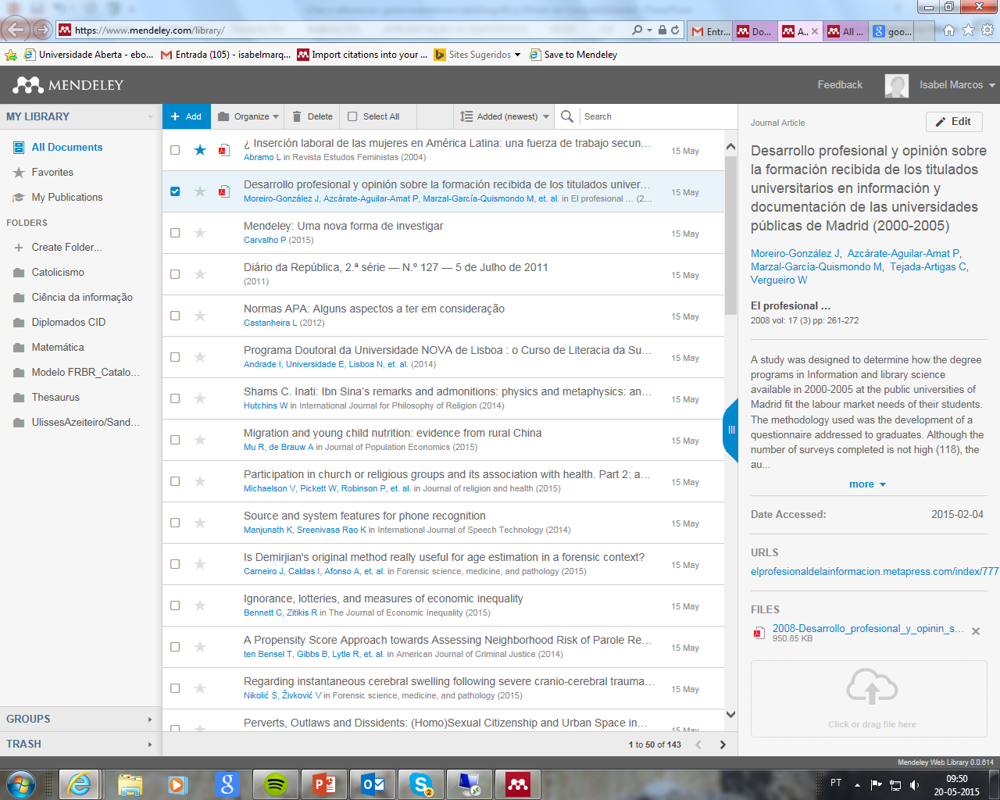 https://www.mendeley.com/library/
Entr...
Do...
A...
All ...
goo...
Universidade Aberta - ebo...
Entrada (105) - isabelmarq...
Import citations into your ...
Sites Sugeridos
Save to Mendeley
MENDELEY
Feedback
Isabel Marcos
MY LIBRARY
All Documents
Favorites
My Publications
FOLDERS
Create Folder...
Catolicismo
Ciência da informação
Diplomados CID
Matemática
Modelo FRBR_Catalo...
Thesaurus
UlissesAzeiteiro/Sand...
GROUPS
TRASH
Add
Organize
Delete
Select All
Added (newest)
Search
¿ Inserción laboral de las mujeres en América Latina: una fuerza de trabajo secun...
Abramo L in Revista Estudos Feministas (2004)
15 May
Desarrollo profesional y opinión sobre la formación recibida de los titulados univer...
Moreiro-González J, Azcárate-Aguilar-Amat P, Marzal-García-Quismondo M, et. al. in El profesional ... (2...
15 May
Mendeley: Uma nova forma de investigar
Carvalho P (2015)
15 May
Diário da República, 2.ª série — N.º 127 — 5 de Julho de 2011
(2011)
15 May
Normas APA: Alguns aspectos a ter em consideração
Castanheira L (2012)
15 May
Programa Doutoral da Universidade NOVA de Lisboa : o Curso de Literacia da Su...
Andrade I, Universidade E, Lisboa N, et. al. (2014)
15 May
Shams C. Inati: Ibn Sina's remarks and admonitions: physics and metaphysics: an...
Hutchins W in International Journal for Philosophy of Religion (2014)
15 May
Migration and young child nutrition: evidence from rural China
Mu R, de Brauw A in Journal of Population Economics (2015)
15 May
Participation in church or religious groups and its association with health. Part 2: a...
Michaelson V, Pickett W, Robinson P, et. al. in Journal of religion and health (2015)
15 May
Source and system features for phone recognition
Manjunath K, Sreenivasa Rao K in International Journal of Speech Technology (2014)
15 May
Is Demirjian's original method really useful for age estimation in a forensic context?
Carneiro J, Caldas I, Afonso A, et. al. in Forensic science, medicine, and pathology (2015)
15 May
Ignorance, lotteries, and measures of economic inequality
Bennett C, Zitikis R in The Journal of Economic Inequality (2015)
15 May
A Propensity Score Approach towards Assessing Neighborhood Risk of Parole Re...
ten Bensel T, Gibbs B, Lytle R, et. al. in American Journal of Criminal Justice (2014)
15 May
Regarding instantaneous cerebral swelling following severe cranio-cerebral trauma...
Nikolić S, Živković V in Forensic science, medicine, and pathology (2015)
15 May
Perverts, Outlaws and Dissidents: (Homo)Sexual Citizenship and Urban Space in...
15 May
1 to 50 of 143
Journal Article
Edit
Desarrollo profesional y opinión sobre
la formación recibida de los titulados
universitarios en información y
documentación de las universidades
públicas de Madrid (2000-2005)
Moreiro-González J, Azcárate-Aguilar-Amat P,
Marzal-García-Quismondo M, Tejada-Artigas C,
Vergueiro W
El profesional ...
2008 vol: 17 (3) pp: 261-272
A study was designed to determine how the degree
programs in Information and library science
available in 2000-2005 at the public universities of
Madrid fit the labour market needs of their students.
The methodology used was the development of a
questionnaire addressed to graduates. Although the
number of surveys completed is not high (118), the
au...
more
Date Accessed: 2015-02-04
URLS
elprofesionaldelainformacion.metapress.com/index/777
FILES
2008-Desarrollo_profesional_y_opinin_s...
950.85 KB
Click or drag file here
Mendeley Web Library 0.0.614
2
PT
09:50
20-05-2015